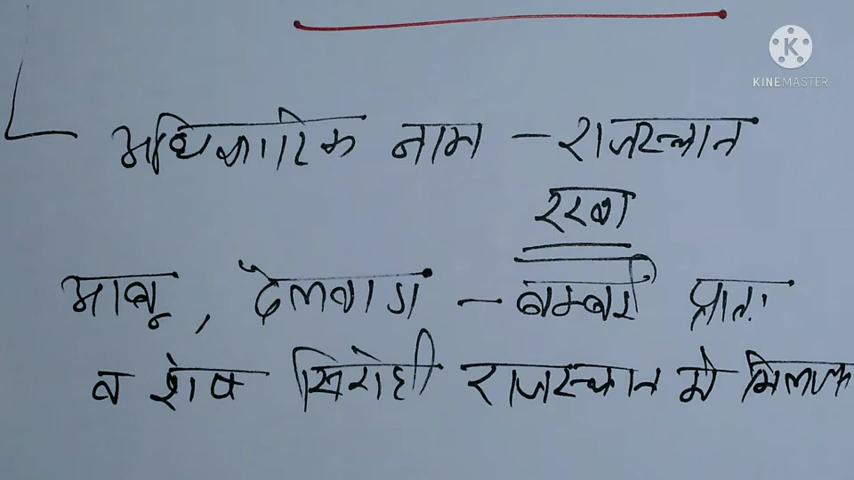 KINEMASTER
अधिकारिक नाम - राजस्थान
रखा
आबू, देलवाडा - बम्बई प्रांत
व शेष सिरोही राजस्थान मे मिलाक